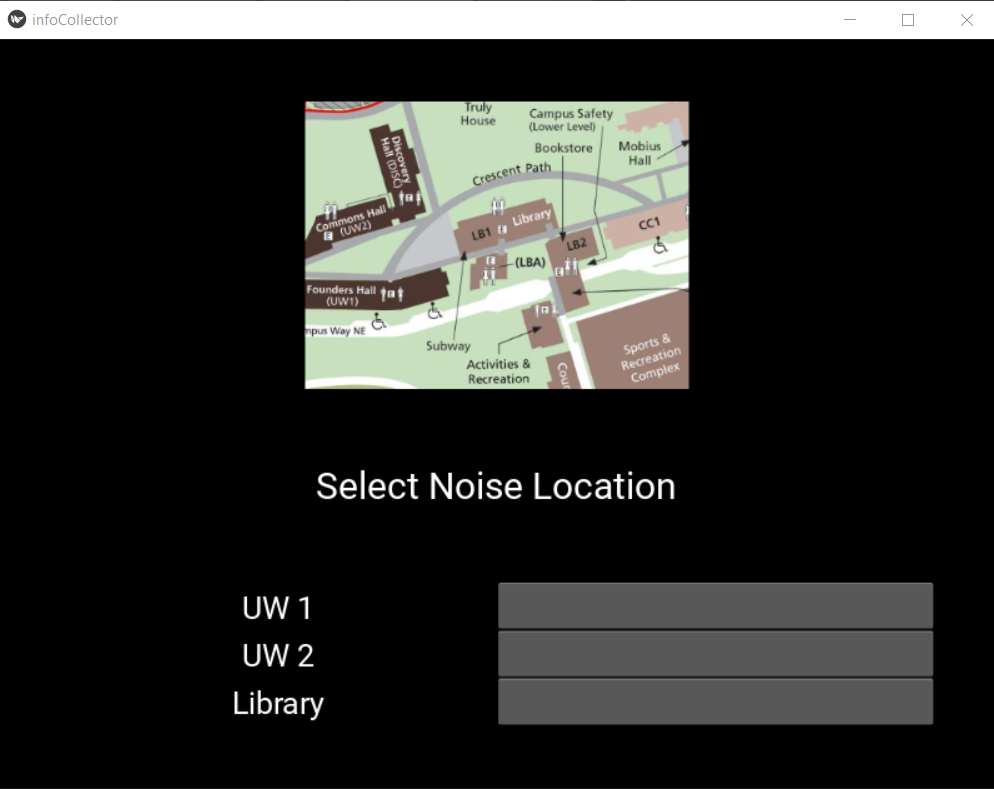 infoCollector
Truly
House
Campus Safety
(Lower Level)
Bookstore
Mobius
Hall
Discovery
Hall (DISC)
Crescent Path
Commons Hall
(UW2)
E
LB1
Library
E
LB2
CC1
E
(LBA)
E
Founders Hall
(UW1)
mpus Way NE
Subway
Activities &
Recreation
Sports &
Recreation
Complex
Cour
Select Noise Location
UW 1
UW 2
Library